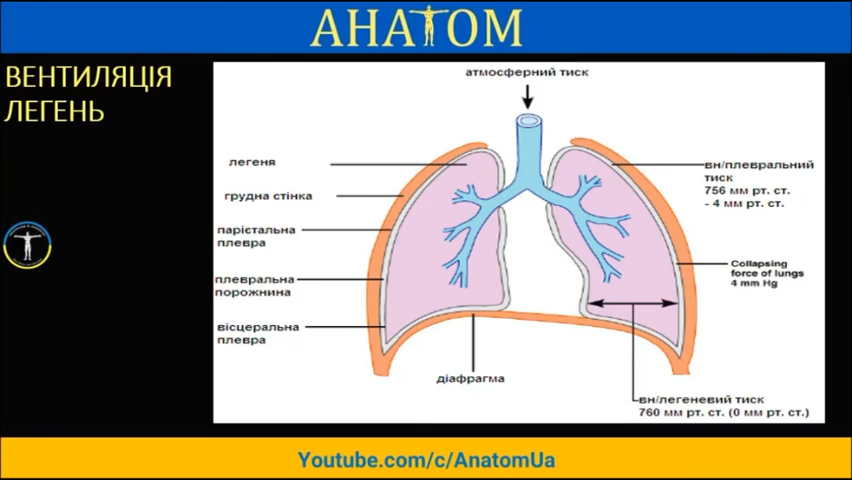 АНАТОМ
ВЕНТИЛЯЦІЯ
ЛЕГЕНЬ
атмосферний тиск
легеня
грудна стінка
парієтальна
плевра
плевральна
порожнина
вісцеральна
плевра
діафрагма
вн/плевральний
тиск
756 мм рт. ст.
- 4 мм рт. ст.
Collapsing
force of lungs
4 mm Hg
вн/легеневий тиск
760 мм рт. ст. (0 мм рт. ст.)
Youtube.com/c/AnatomUa